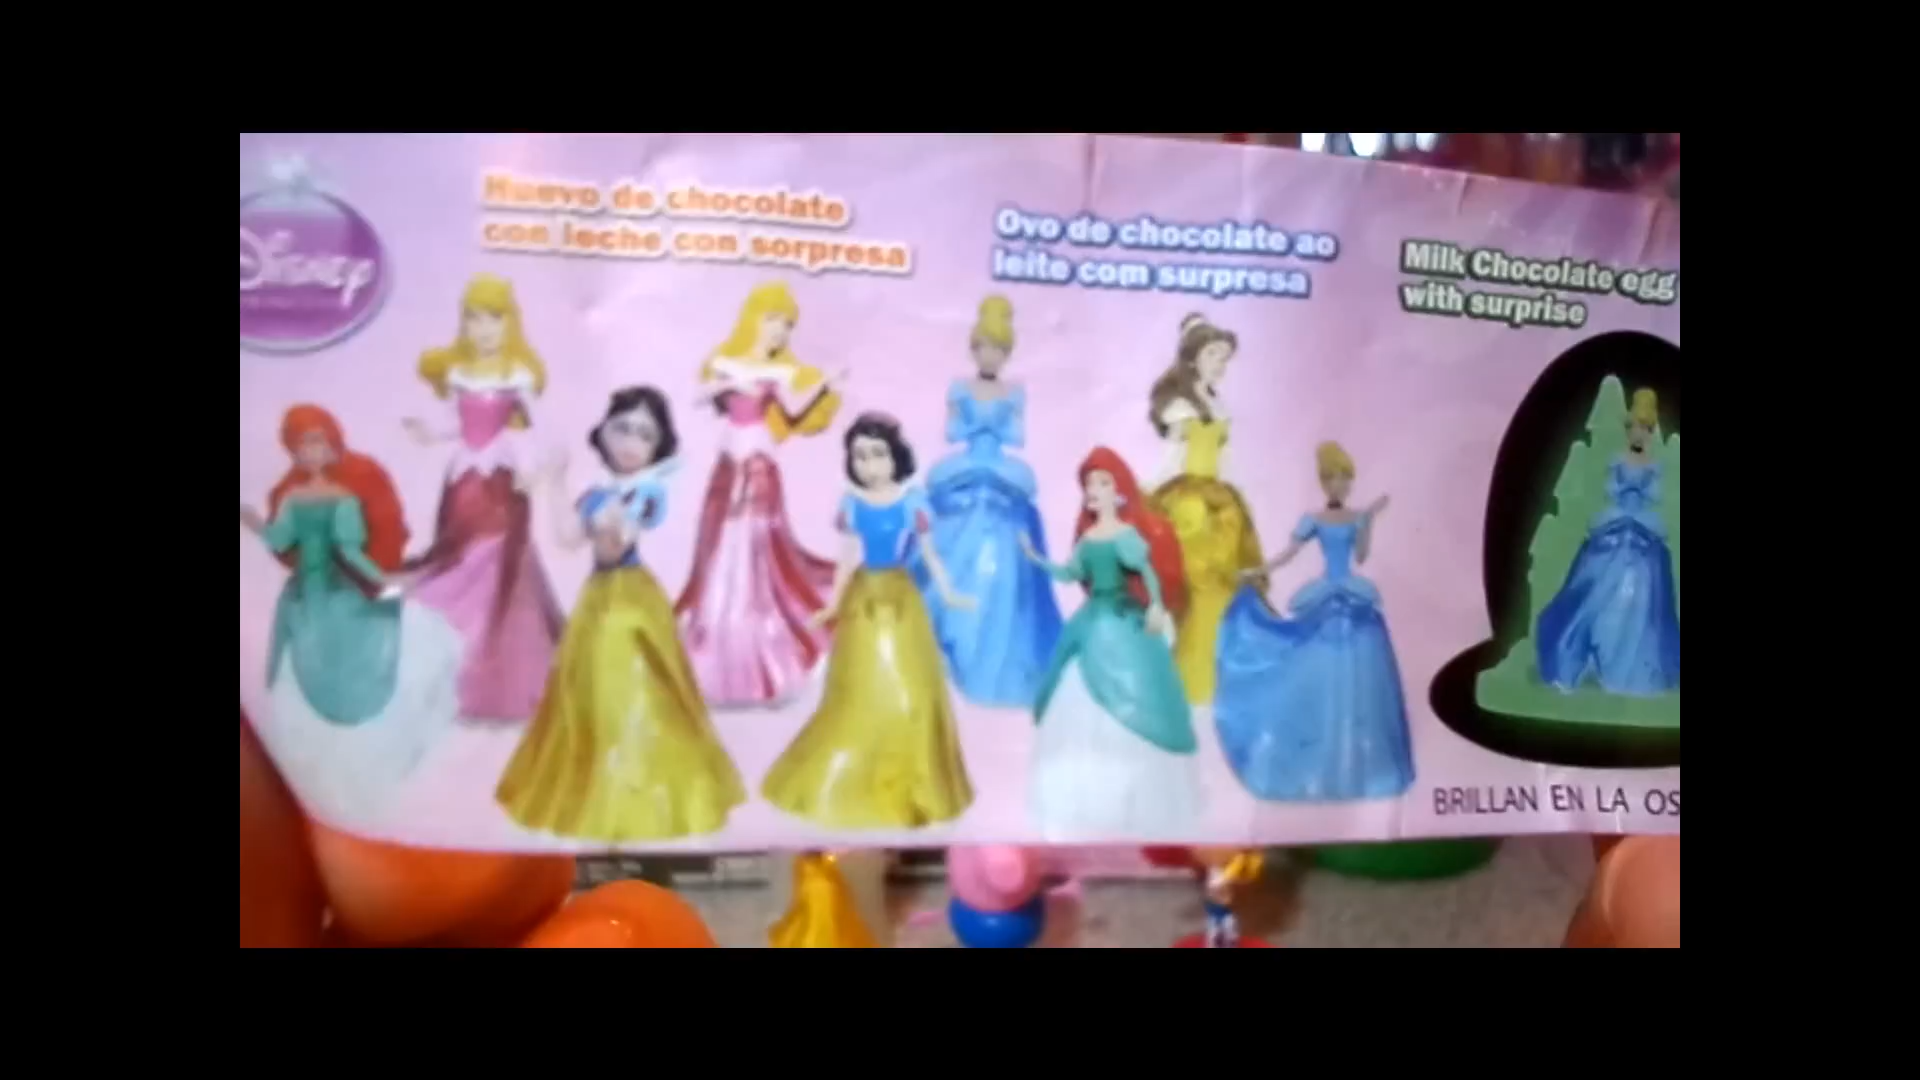 Disney
Huevo de chocolate
con leche con sorpresa
Ovo de chocolate ao
leite com surpresa
Milk Chocolate egg
with surprise
BRILLAN EN LA OS